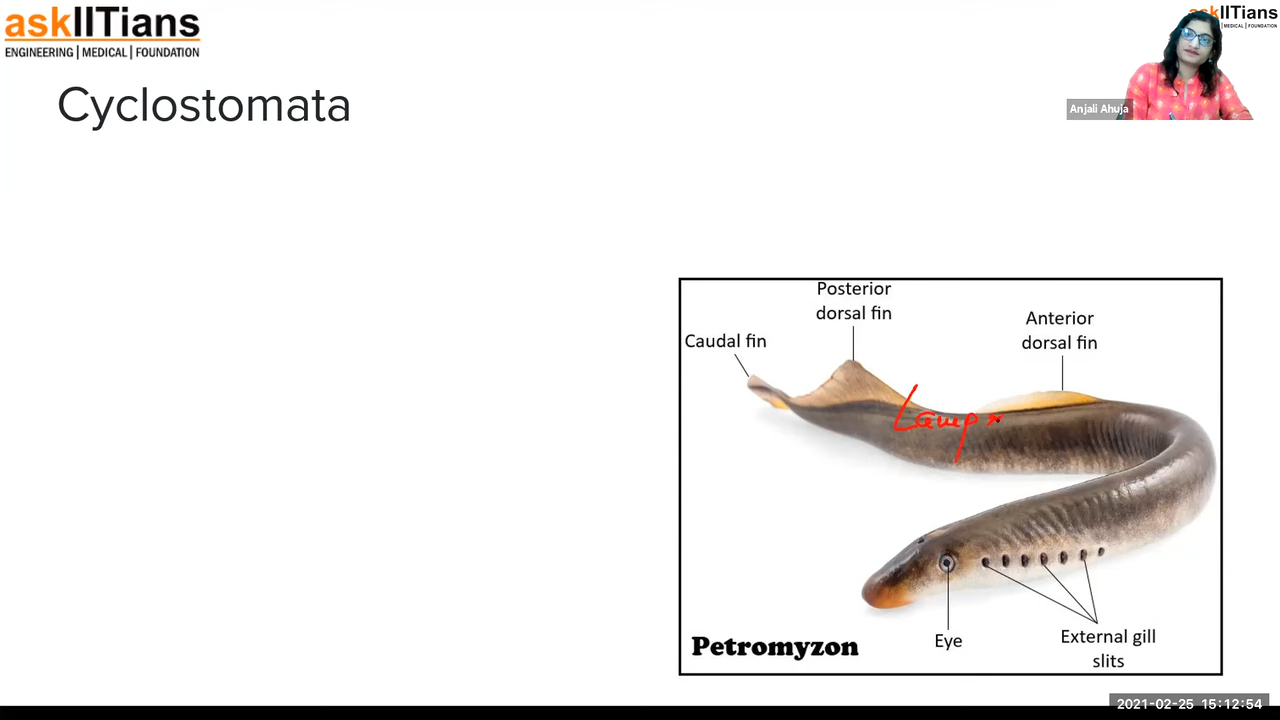 askIITians
ENGINEERING | MEDICAL | FOUNDATION
askIITians
| MEDICAL | FOUNDATION
Anjali Ahuja
Cyclostomata
Posterior
dorsal fin
Anterior
dorsal fin
Caudal fin
Lamp
Petromyzon
Eye
External gill
slits
2021-02-25 15:12:54